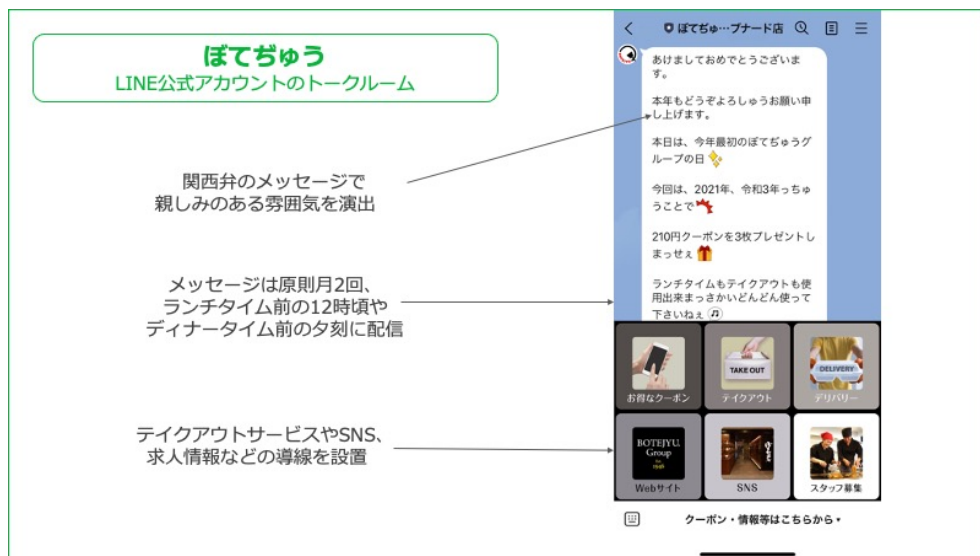 ぼてぢゅう
LINE公式アカウントのトークルーム
関西弁のメッセージで
親しみのある雰囲気を演出
メッセージは原則月2回、
ランチタイム前の12時頃や
ディナータイム前の夕刻に配信
テイクアウトサービスやSNS、
求人情報などの導線を設置
ぼてぢゅ…プナード店
あけましておめでとうございま
す。
本年もどうぞよろしゅうお願い申
し上げます。
本日は、今年最初のぼてぢゅうグ
ループの日✨
今回は、2021年、令和3年っちゅ
うことで
210円クーポンを3枚プレゼントし
まっせぇ🎁
ランチタイムもテイクアウトも使
用出来まっさかいどんどん使って
下さいねぇ🎵
TAKE OUT
DELIVERY
お得なクーポン
テイクアウト
デリバリー
BOTEJYU.
Group
1946
Webサイト
SNS
スタッフ募集
クーポン・情報等はこちらから▾